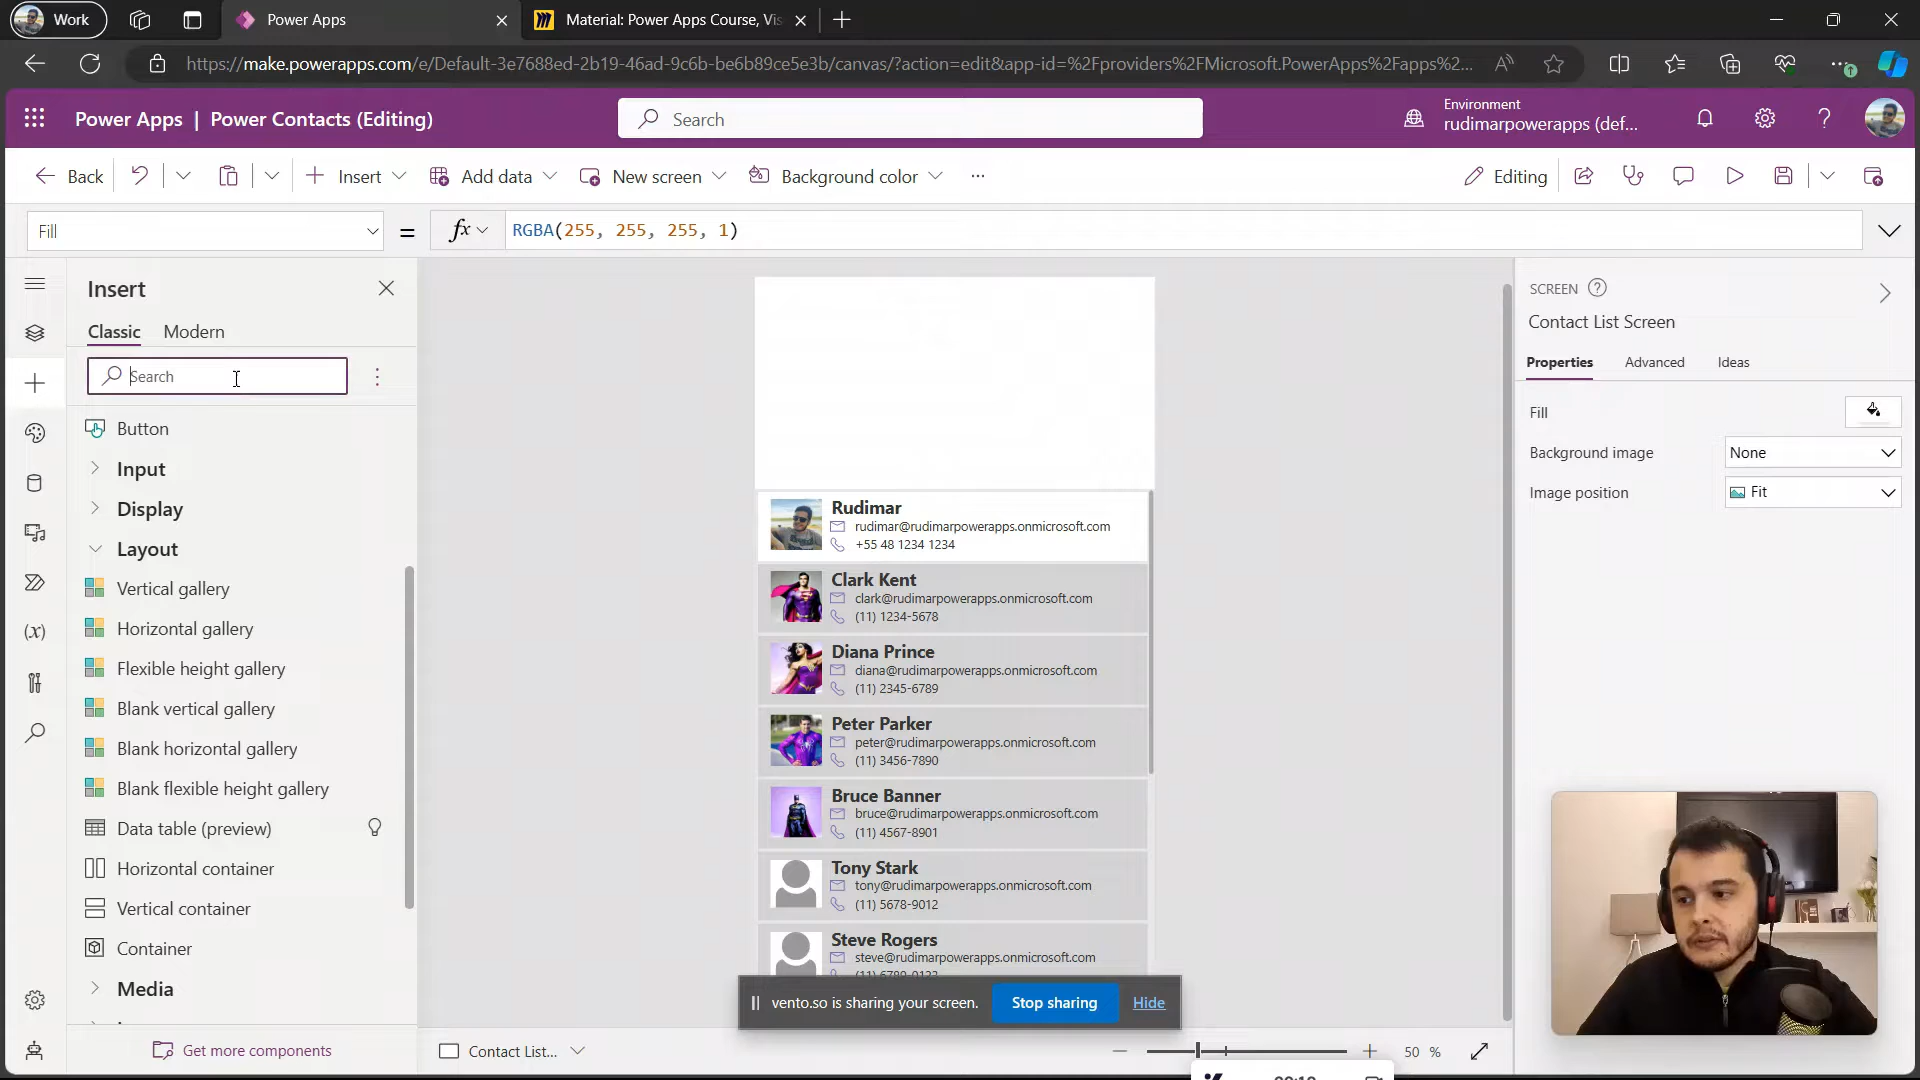 Work
Power Apps
Material: Power Apps Course, Vis
https://make.powerapps.com/e/Default-3e7688ed-2b19-46ad-9c6b-be6b89ce5e3b/canvas/?action=edit&app-id=%2Fproviders%2FMicrosoft.PowerApps%2Fapps%2...
Power Apps | Power Contacts (Editing)
Search
Environment
rudimarpowerapps (def...
Back
Insert
Add data
New screen
Background color
...
Editing
Fill
=
fx
RGBA(255, 255, 255, 1)
Insert
Classic
Modern
Search
Button
Input
Display
Layout
Vertical gallery
Horizontal gallery
Flexible height gallery
Blank vertical gallery
Blank horizontal gallery
Blank flexible height gallery
Data table (preview)
Horizontal container
Vertical container
Container
Media
Get more components
Rudimar
rudimar@rudimarpowerapps.onmicrosoft.com
+55 48 1234 1234
Clark Kent
clark@rudimarpowerapps.onmicrosoft.com
(11) 1234-5678
Diana Prince
diana@rudimarpowerapps.onmicrosoft.com
(11) 2345-6789
Peter Parker
peter@rudimarpowerapps.onmicrosoft.com
(11) 3456-7890
Bruce Banner
bruce@rudimarpowerapps.onmicrosoft.com
(11) 4567-8901
Tony Stark
tony@rudimarpowerapps.onmicrosoft.com
(11) 5678-9012
Steve Rogers
steve@rudimarpowerapps.onmicrosoft.com
vento.so is sharing your screen.
Stop sharing
Hide
Contact List...
50 %
SCREEN
Contact List Screen
Properties
Advanced
Ideas
Fill
Background image
None
Image position
Fit